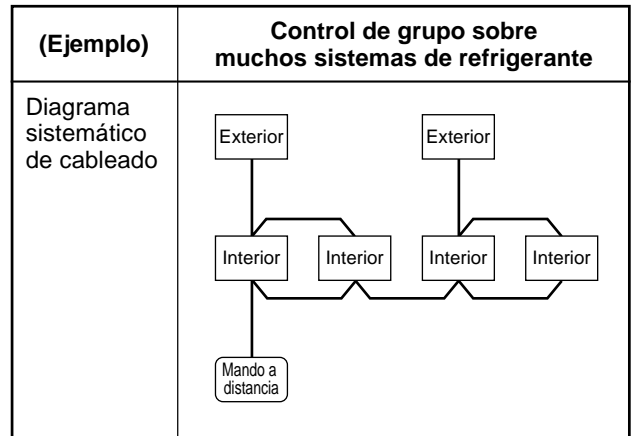 (Ejemplo)
Control de grupo sobre
muchos sistemas de refrigerante
Diagrama
sistemático
de cableado
Exterior
Exterior
Interior
Interior
Interior
Interior
Mando a
distancia